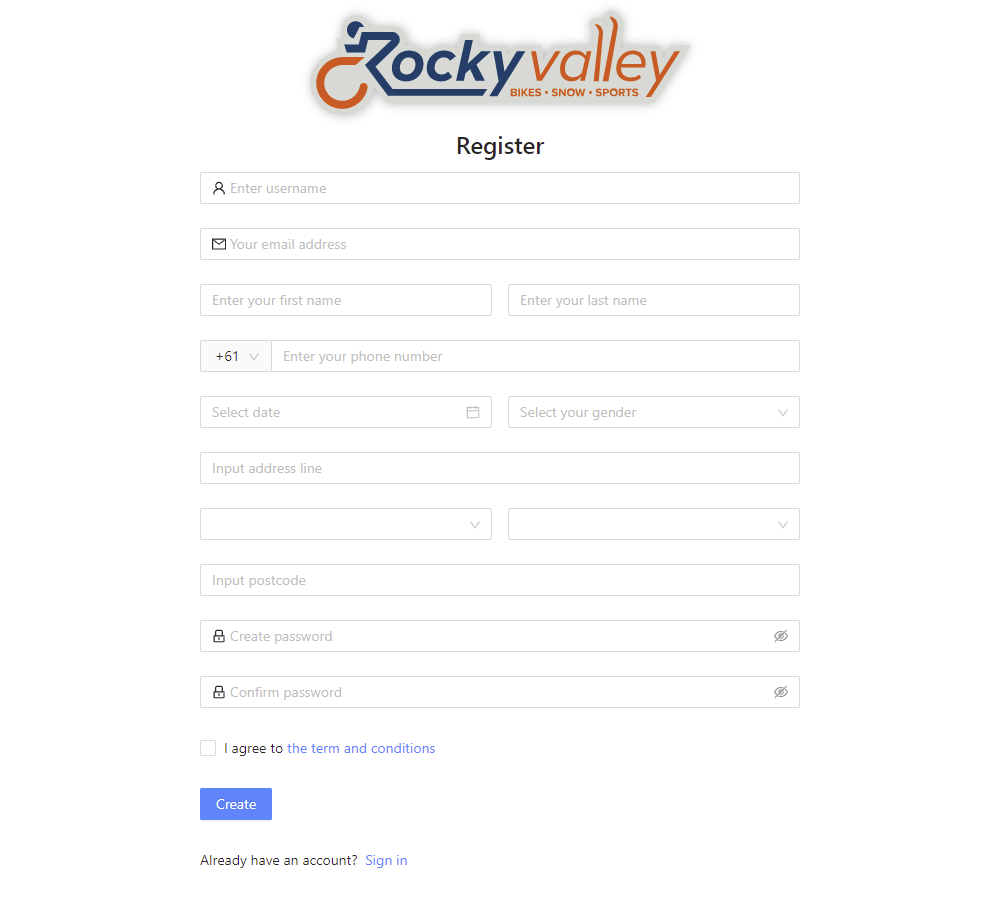 Rockyvalley
BIKES • SNOW • SPORTS
Register
Enter username
Your email address
Enter your first name Enter your last name
+61 Enter your phone number
Select date Select your gender
Input address line
Input postcode
Create password
Confirm password
I agree to the term and conditions
Create
Already have an account? Sign in